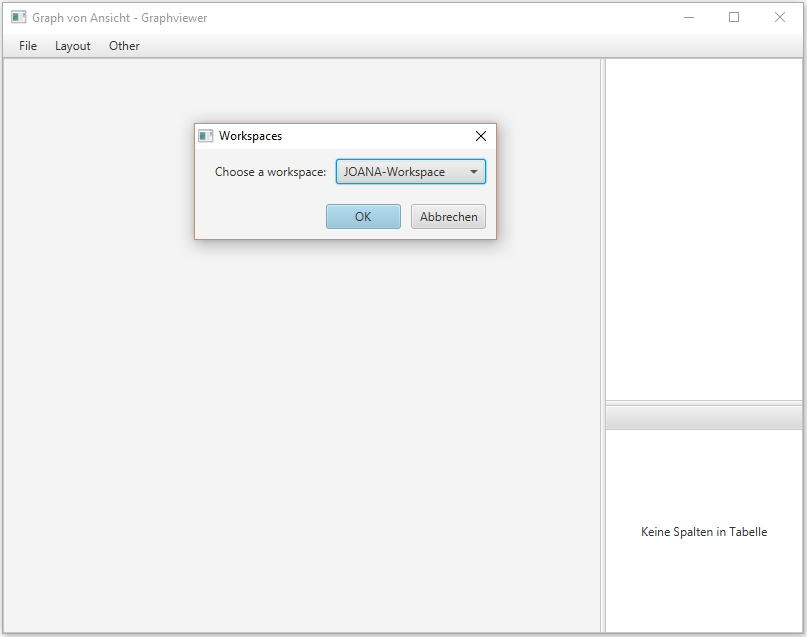 Graph von Ansicht - Graphviewer
File Layout Other
Workspaces
Choose a workspace: JOANA-Workspace
OK Abbrechen
Keine Spalten in Tabelle